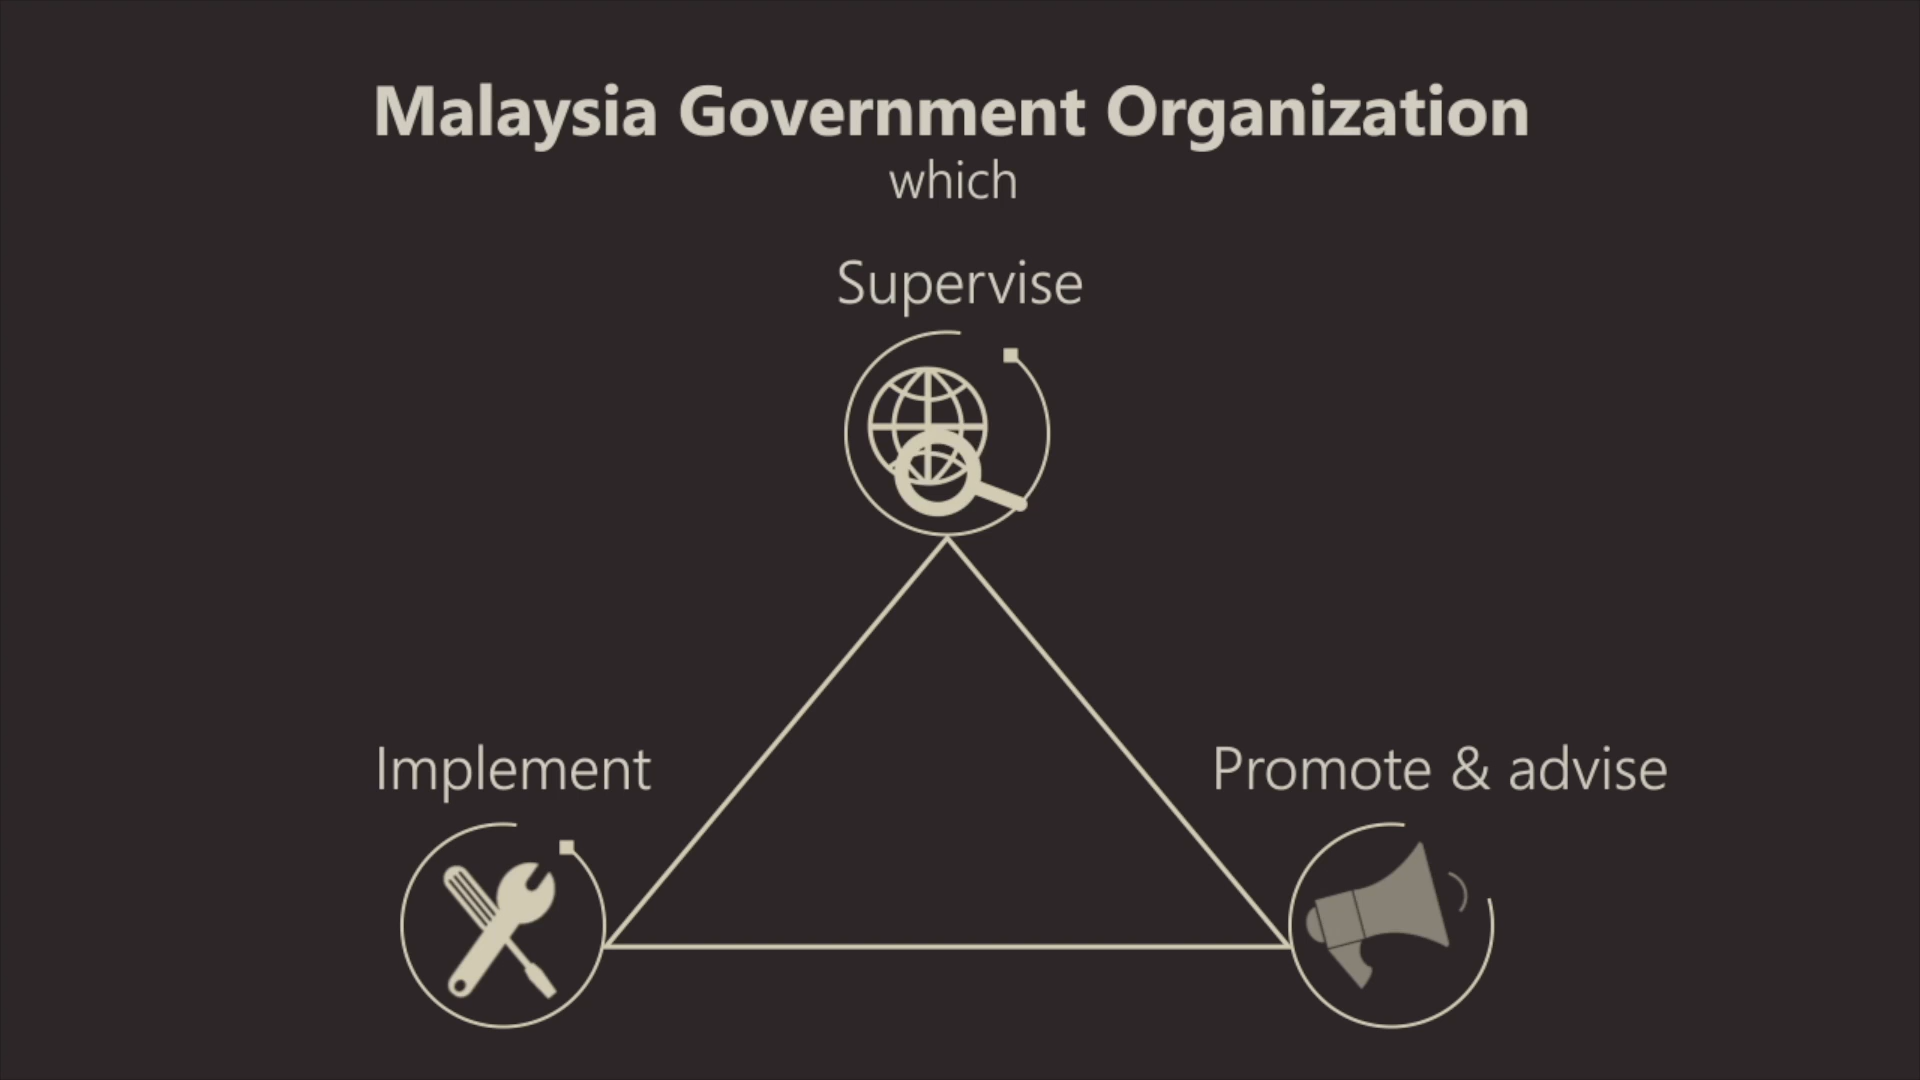 Malaysia Government Organization
which
Supervise
Implement
Promote & advise